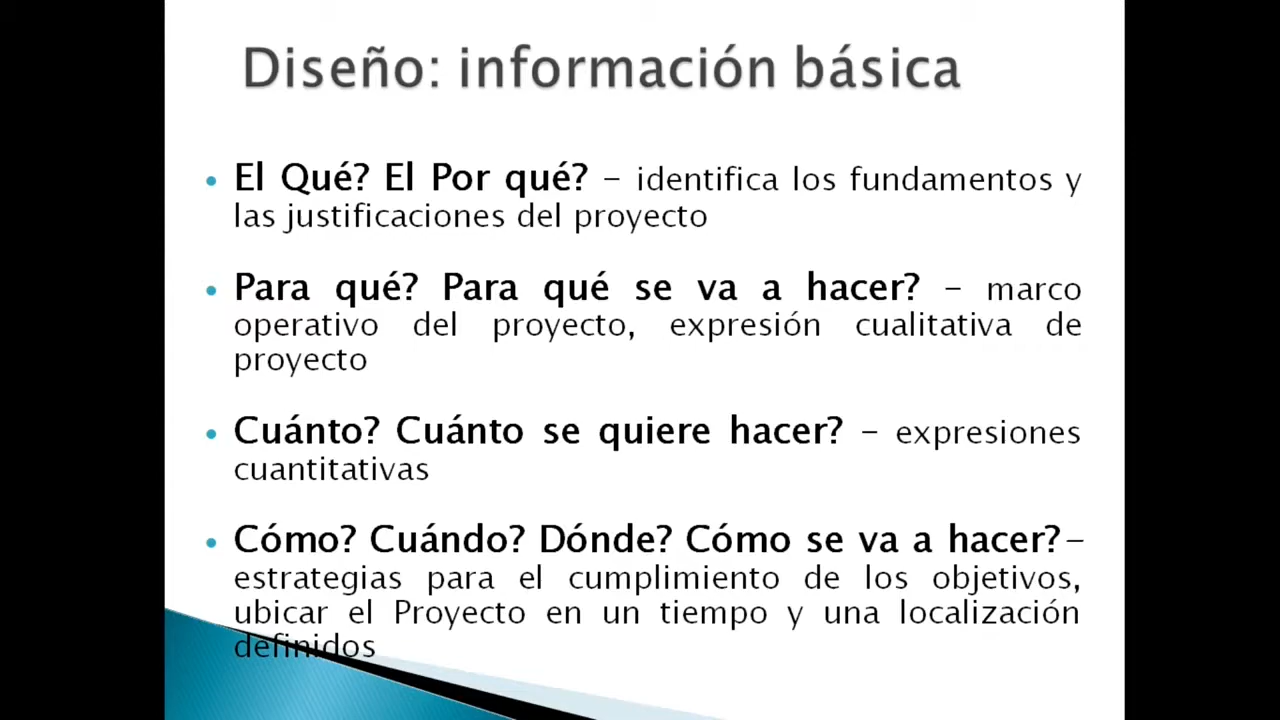 Diseño: información básica
• El Qué? El Por qué? – identifica los fundamentos y
las justificaciones del proyecto
• Para qué? Para qué se va a hacer? – marco
operativo del proyecto, expresión cualitativa de
proyecto
• Cuánto? Cuánto se quiere hacer? – expresiones
cuantitativas
• Cómo? Cuándo? Dónde? Cómo se va a hacer?–
estrategias para el cumplimiento de los objetivos,
ubicar el Proyecto en un tiempo y una localización
definidos